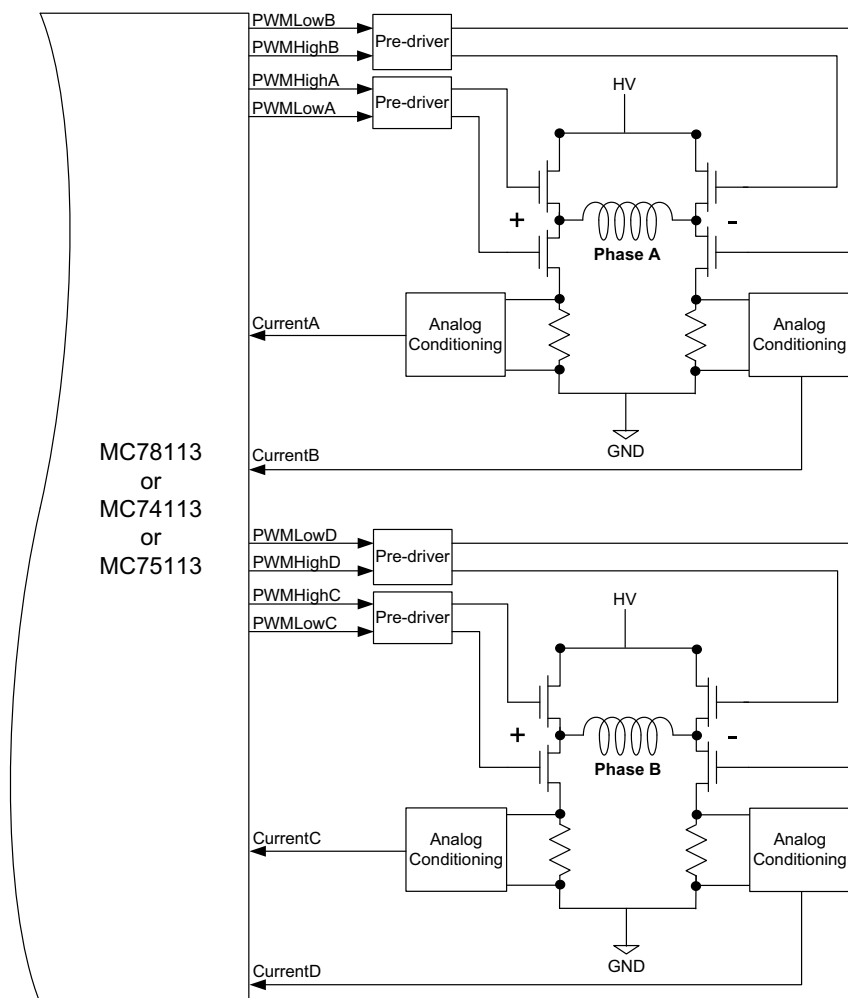 PWMLowB
Pre-driver
PWMHighB
PWMHighA
Pre-driver
PWMLowA
HV
+
-
Phase A
CurrentA
Analog
Conditioning
Analog
Conditioning
GND
CurrentB
MC78113
or
MC74113
or
MC75113
PWMLowD
Pre-driver
PWMHighD
PWMHighC
Pre-driver
PWMLowC
HV
+
-
Phase B
CurrentC
Analog
Conditioning
Analog
Conditioning
GND
CurrentD